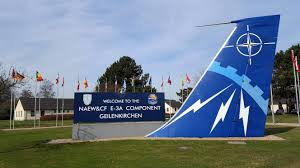 WELCOME TO THE
NAEW&CF E-3A COMPONENT
GEILENKIRCHEN